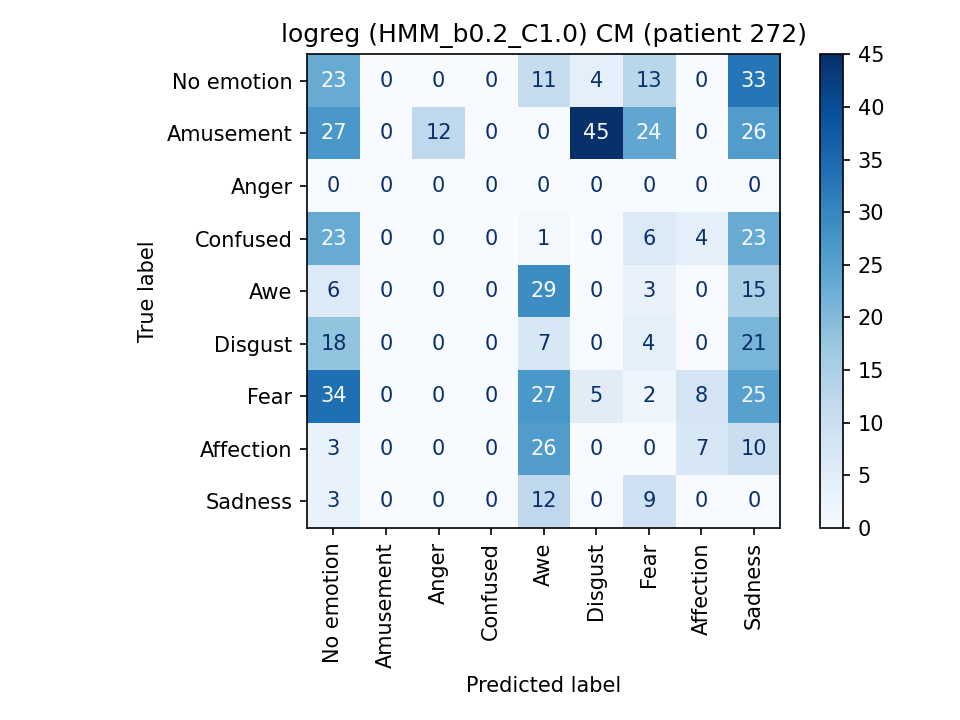 logreg (HMM_b0.2_C1.0) CM (patient 272)
No emotion 23 0 0 0 11 4 13 0 33
Amusement 27 0 12 0 0 45 24 0 26
Anger 0 0 0 0 0 0 0 0 0
Confused 23 0 0 0 1 0 6 4 23
Awe 6 0 0 0 29 0 3 0 15
Disgust 18 0 0 0 7 0 4 0 21
Fear 34 0 0 0 27 5 2 8 25
Affection 3 0 0 0 26 0 0 7 10
Sadness 3 0 0 0 12 0 9 0 0
True label
No emotion
Amusement
Anger
Confused
Awe
Disgust
Fear
Affection
Sadness
Predicted label
45
40
35
30
25
20
15
10
5
0